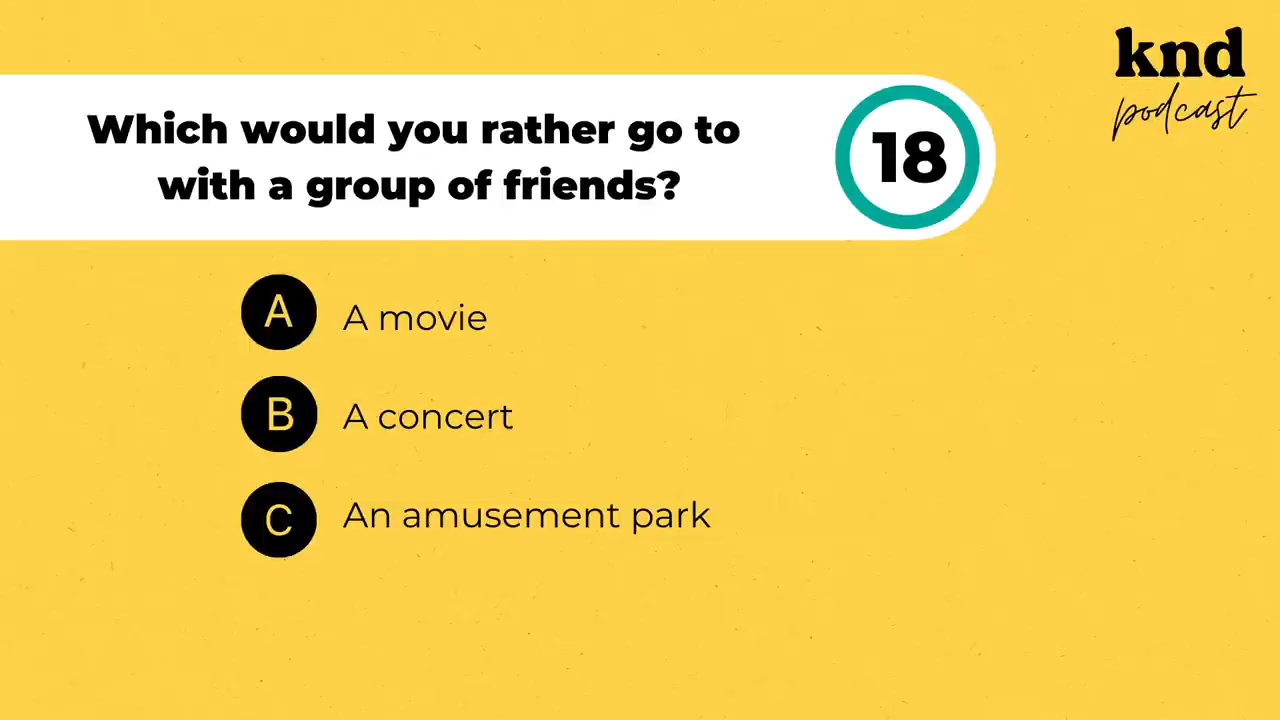 knd
podcast
Which would you rather go to
with a group of friends?
18
A
A movie
B
A concert
C
An amusement park